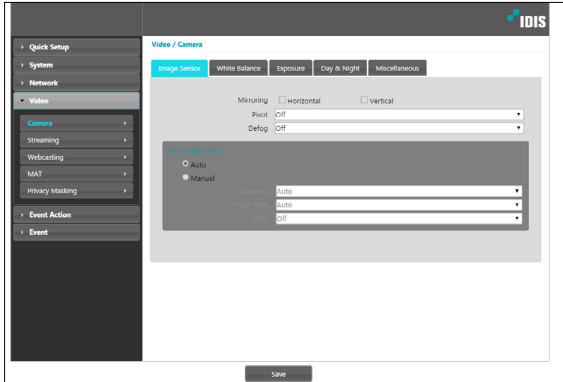 IDIS
Quick Setup
System
Network
Video
Camera
Streaming
Webcasting
MAT
Privacy Masking
Event Action
Event
Video / Camera
Image Sensor White Balance Exposure Day & Night Miscellaneous
Mirroring Horizontal Vertical
Pivot Off
Defog Off
Auto
Manual
Auto
Auto
Off
Save